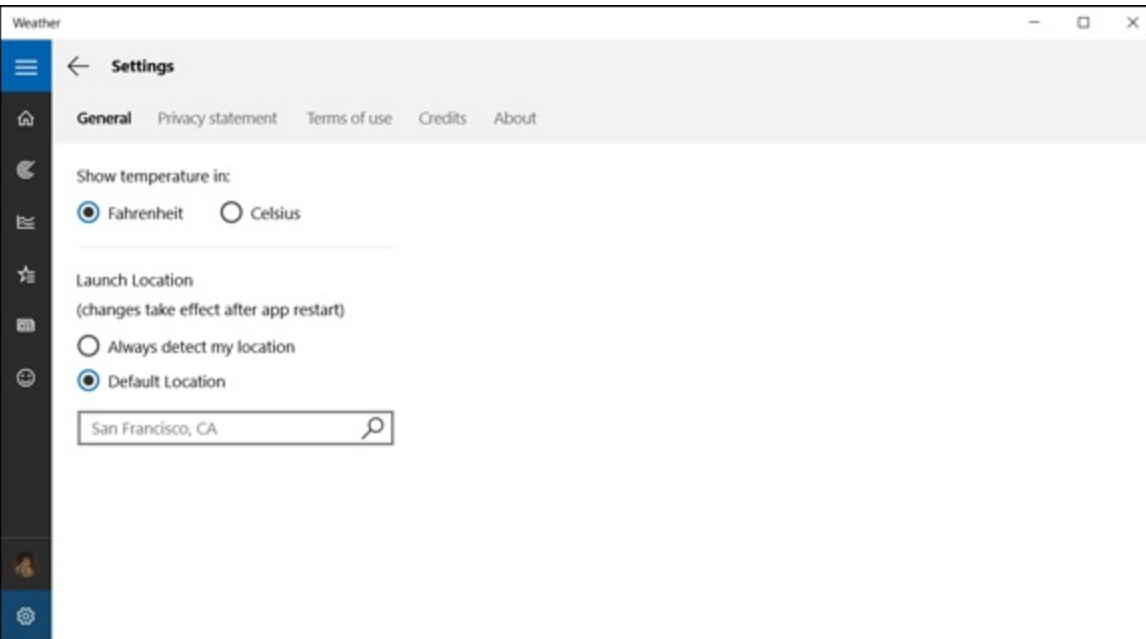 Weather
Settings
General Privacy statement Terms of use Credits About
Show temperature in:
Fahrenheit Celsius
Launch Location
(changes take effect after app restart)
Always detect my location
Default Location
San Francisco, CA